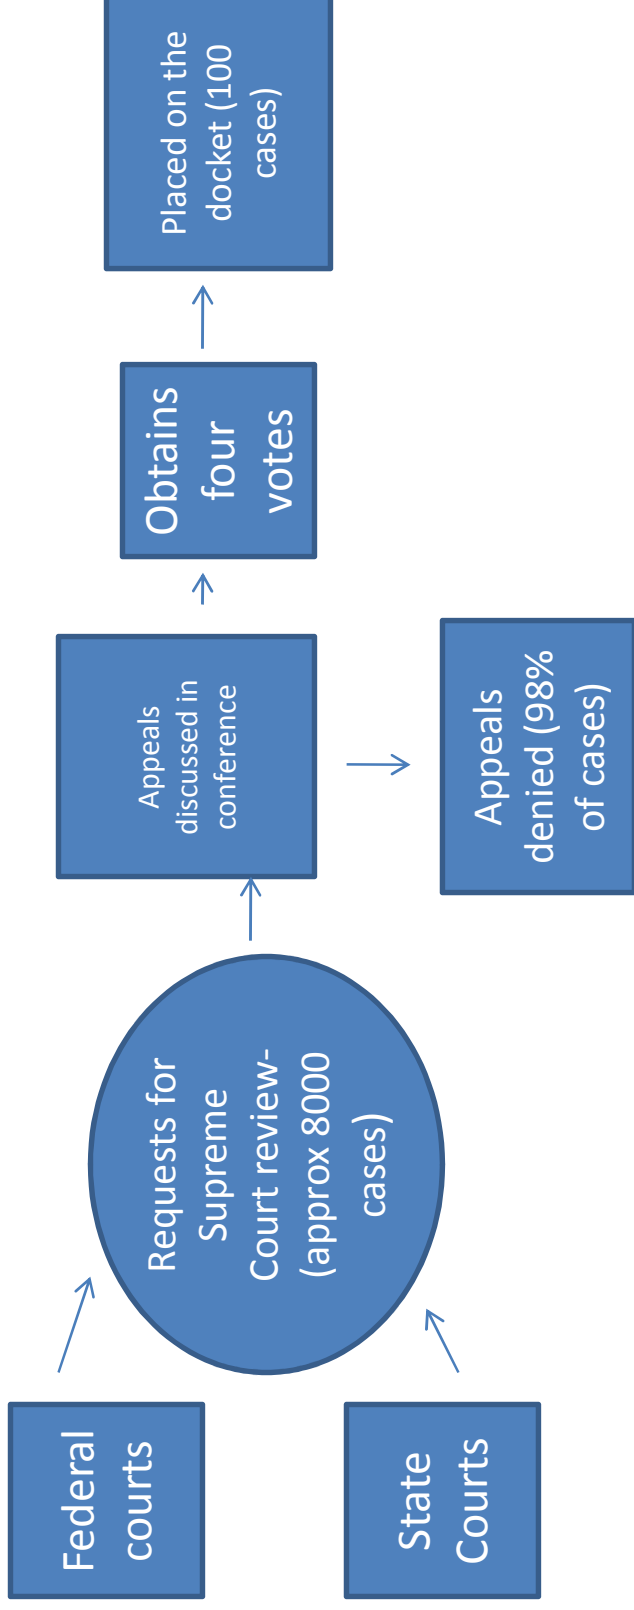 Federal
courts
State
Courts
Requests for
Supreme
Court review-
(approx 8000
cases)
Appeals
discussed in
conference
Appeals
denied (98%
of cases)
Obtains
four
votes
Placed on the
docket (100
cases)